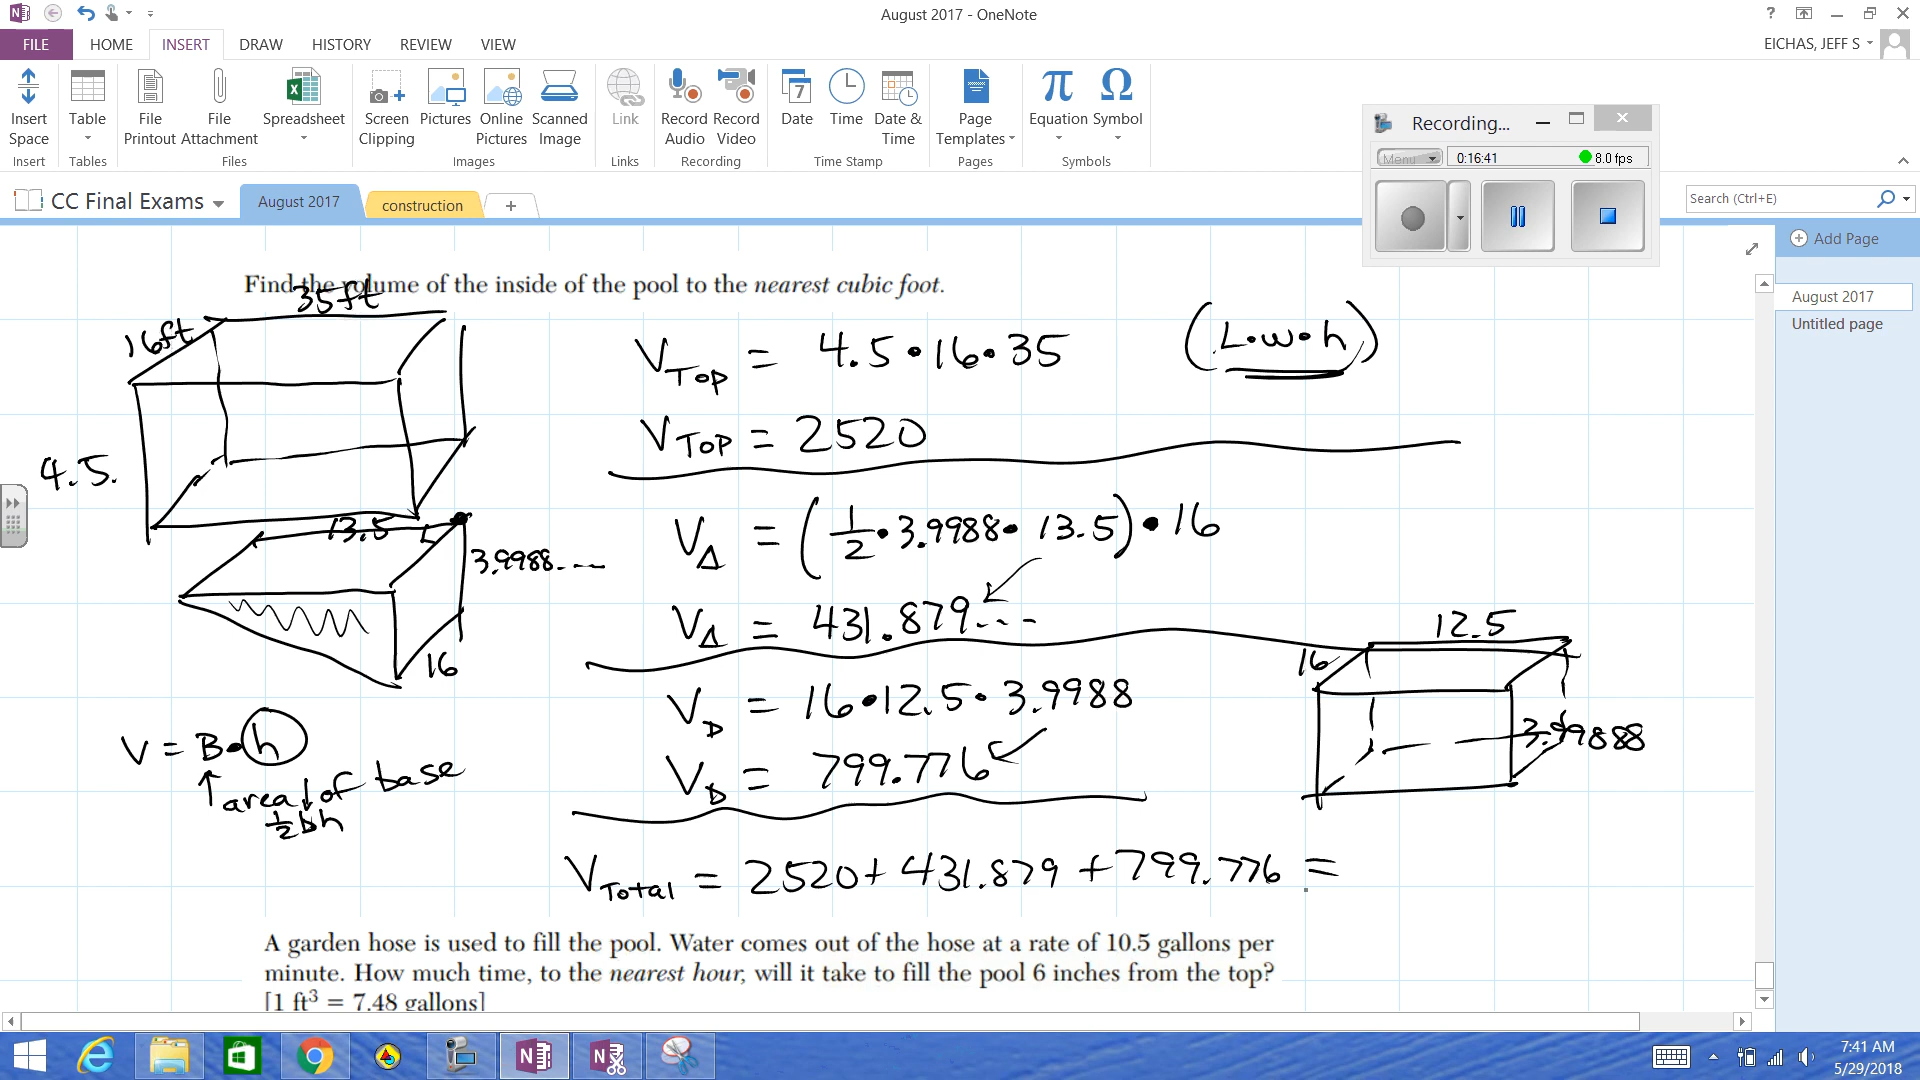 August 2017 - OneNote
FILE HOME INSERT DRAW HISTORY REVIEW VIEW
EICHAS, JEFF S
Insert Space
Table
File Printout
File Attachment
Spreadsheet
Screen Clipping
Pictures
Online Pictures
Scanned Image
Link
Record Audio
Record Video
Date
Time
Date & Time
Page Templates
Equation
Symbol
Insert Tables Files Images Links Recording Time Stamp Pages Symbols
Recording...
Menu 0:16:41 8.0 fps
CC Final Exams August 2017 construction
Search (Ctrl+E)
Add Page
August 2017
Untitled page
Find the volume of the inside of the pool to the nearest cubic foot.
35ft
16ft
4.5.
V Top = 4.5 • 16 • 35 (L•w•h)
V Top = 2520
13.5
3.9988....
16
V Δ = (1/2 • 3.9988 • 13.5) • 16
V Δ = 431.879...
12.5
16
3.99888
V D = 16 • 12.5 • 3.9988
V D = 799.776
V = B•h
↑ area of base
1/2 bh
V Total = 2520 + 431.879 + 799.776 =
A garden hose is used to fill the pool. Water comes out of the hose at a rate of 10.5 gallons per
minute. How much time, to the nearest hour, will it take to fill the pool 6 inches from the top?
[1 ft³ = 7.48 gallons]
7:41 AM
5/29/2018